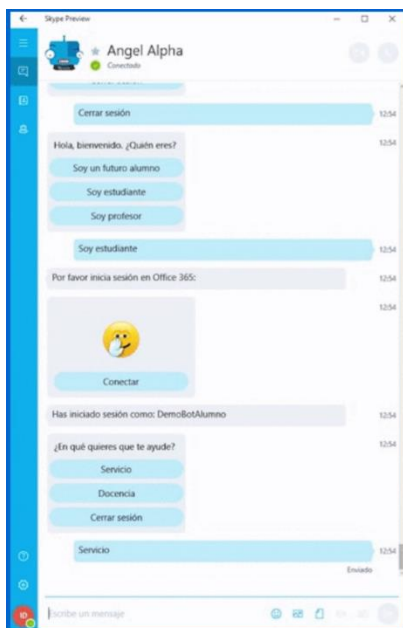 Skype Preview
Angel Alpha
Conectado
Cerrar sesión
12:54
Hola, bienvenido. ¿Quién eres?
12:54
Soy un futuro alumno
Soy estudiante
Soy profesor
Soy estudiante
12:54
Por favor inicia sesión en Office 365:
12:54
12:54
Conectar
Has iniciado sesión como: DemoBotAlumno
12:54
¿En qué quieres que te ayude?
12:54
Servicio
Docencia
Cerrar sesión
Servicio
12:54
Enviado
Escribe un mensaje